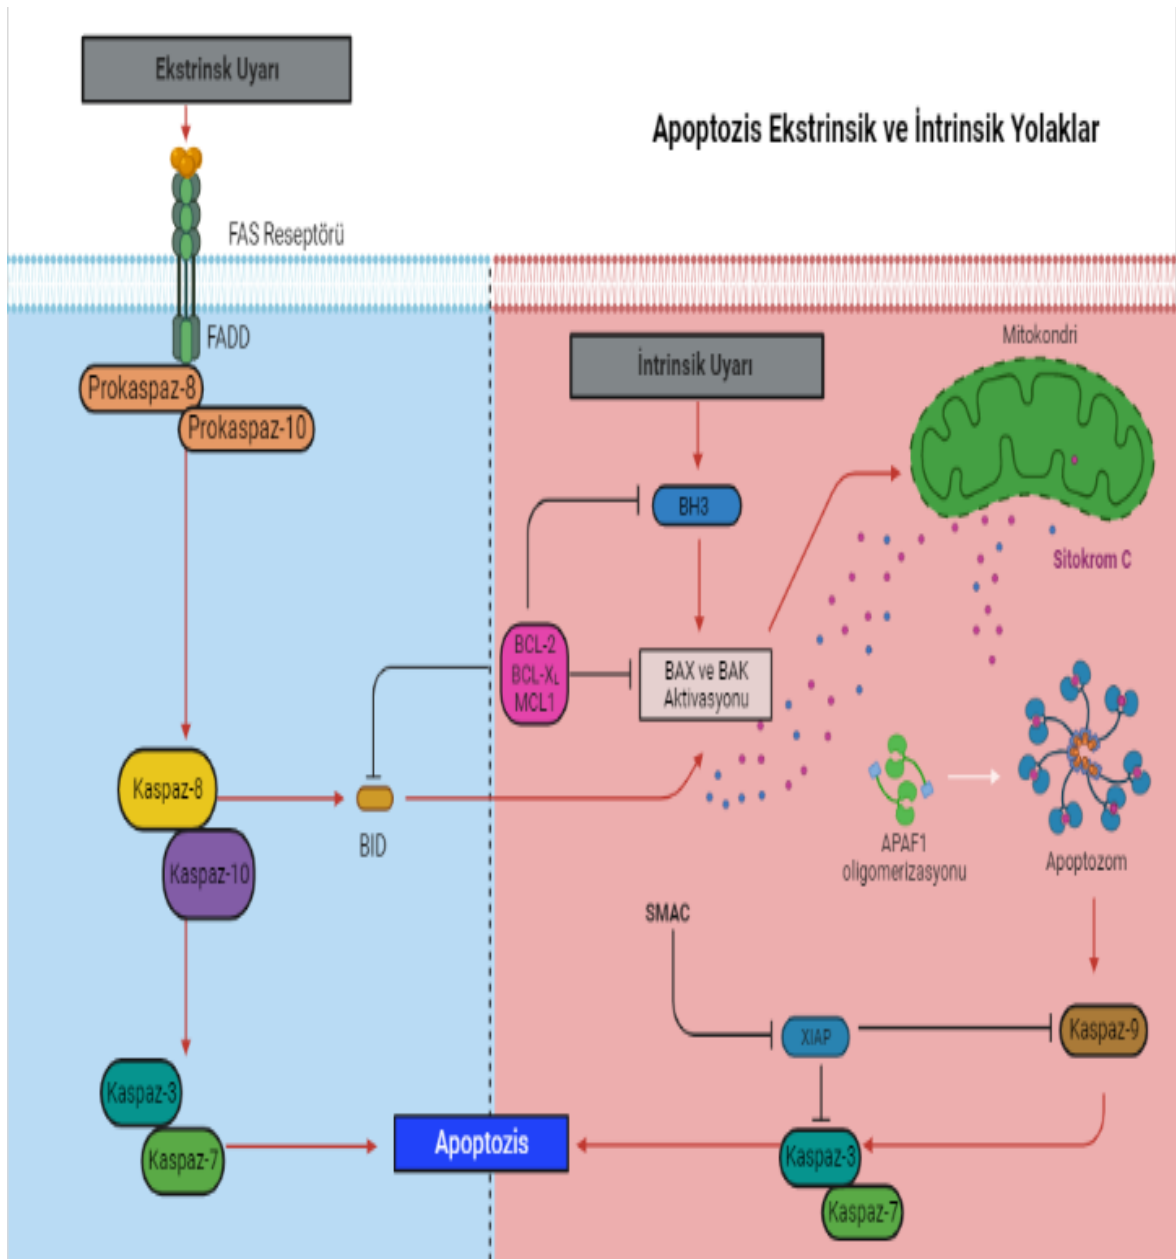 Ekstrinsk Uyarı
Apoptozis Ekstrinsik ve İntrinsik Yolaklar
FAS Reseptörü
FADD
Prokaspaz-8
Prokaspaz-10
İntrinsik Uyarı
Mitokondri
BH3
Sitokrom C
BCL-2
BCL-XL
MCL1
BAX ve BAK
Aktivasyonu
Kaspaz-8
BID
Kaspaz-10
APAF1
oligomerizasyonu
Apoptozom
SMAC
XIAP
Kaspaz-9
Kaspaz-3
Kaspaz-7
Apoptozis
Kaspaz-3
Kaspaz-7